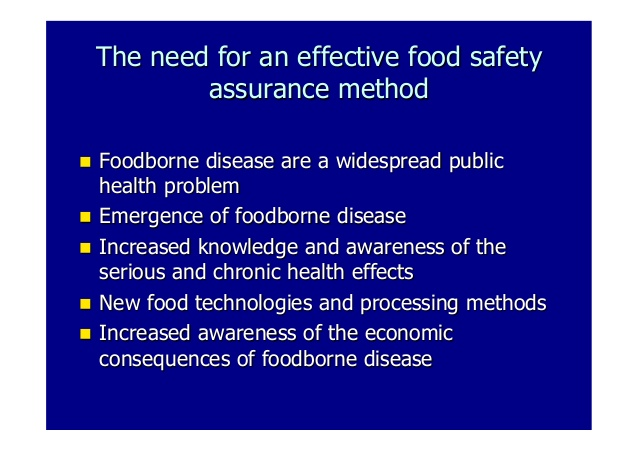 The need for an effective food safety
assurance method
Foodborne disease are a widespread public
health problem
Emergence of foodborne disease
Increased knowledge and awareness of the
serious and chronic health effects
New food technologies and processing methods
Increased awareness of the economic
consequences of foodborne disease